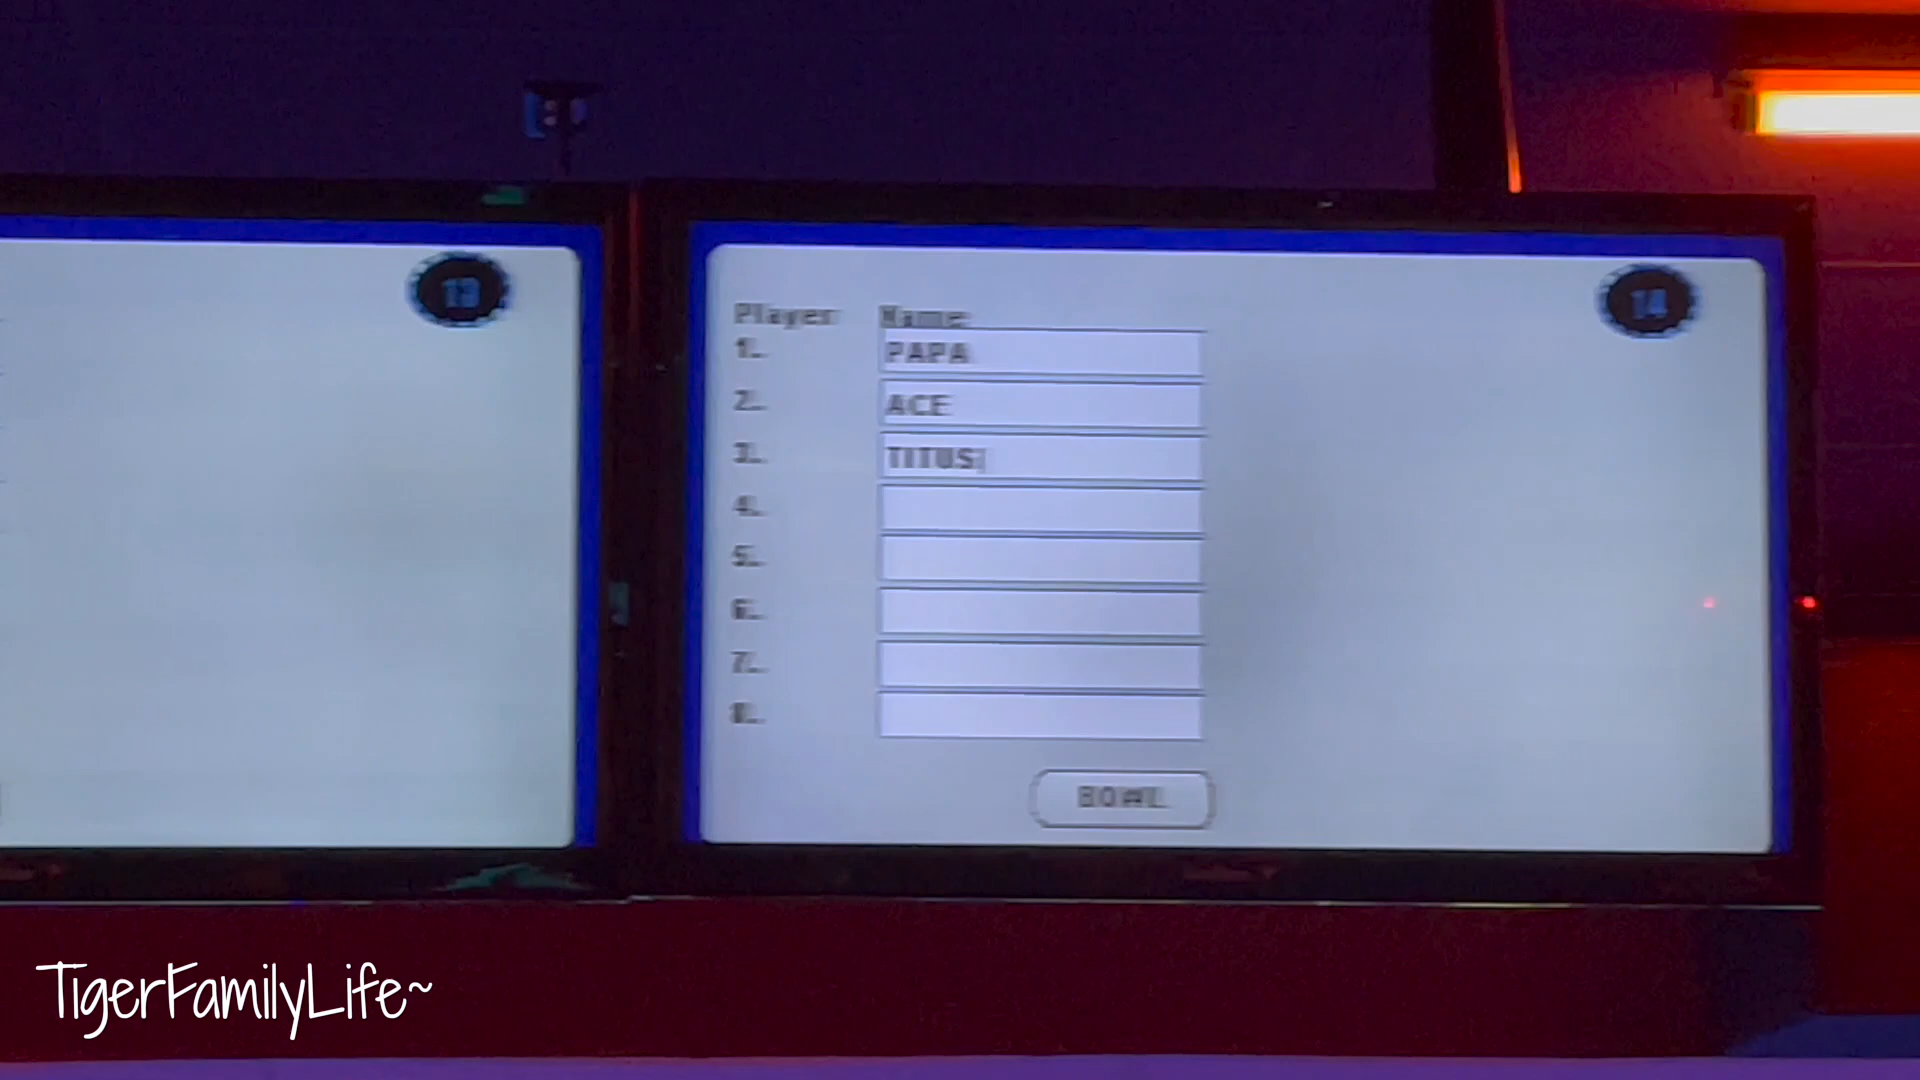 13
14
Player Name
1. PAPA
2. ACE
3. TITUS
4.
5.
6.
7.
8.
BOWL
TigerFamilyLife~